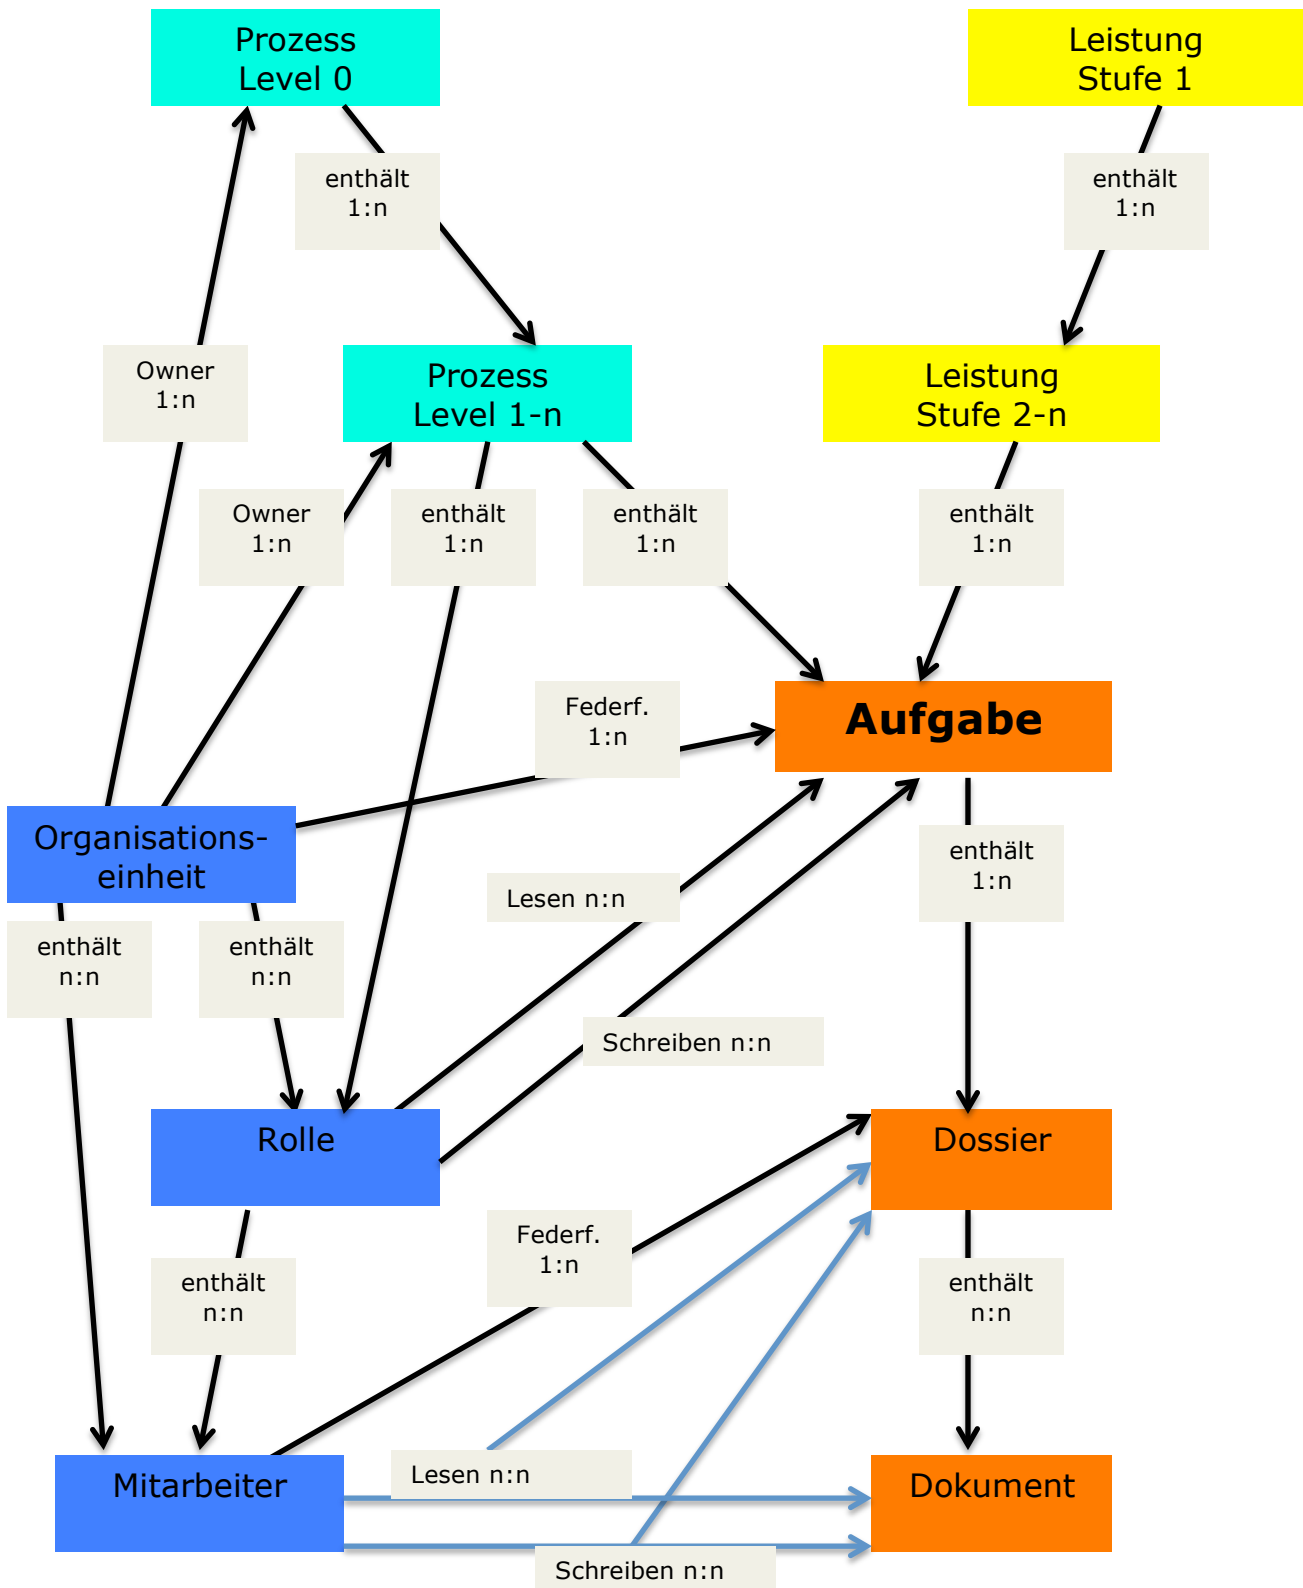 Prozess
Level 0
Leistung
Stufe 1
enthält
1:n
enthält
1:n
Owner
1:n
Prozess
Level 1-n
Leistung
Stufe 2-n
Owner
1:n
enthält
1:n
enthält
1:n
enthält
1:n
Federf.
1:n
Aufgabe
Organisations-
einheit
enthält
1:n
Lesen n:n
enthält
n:n
enthält
n:n
Schreiben n:n
Rolle
Dossier
Federf.
1:n
enthält
n:n
enthält
n:n
Lesen n:n
Mitarbeiter
Dokument
Schreiben n:n